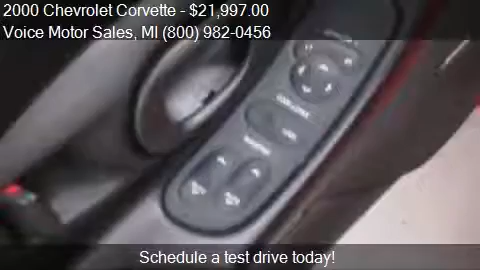 2000 Chevrolet Corvette - $21,997.00
Voice Motor Sales, MI (800) 982-0456
Schedule a test drive today!